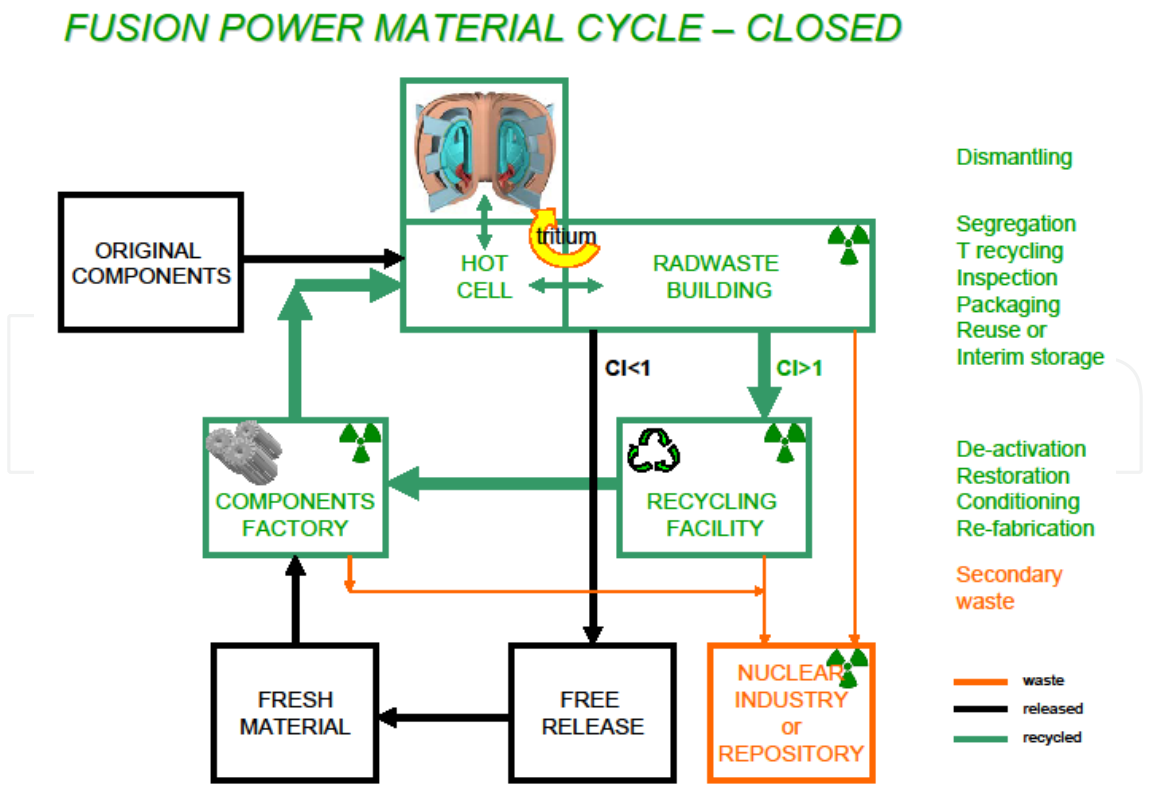 FUSION POWER MATERIAL CYCLE – CLOSED
Dismantling
ORIGINAL
COMPONENTS
tritium
HOT
CELL
RADWASTE
BUILDING
Segregation
T recycling
Inspection
Packaging
Reuse or
Interim storage
CI<1
CI>1
COMPONENTS
FACTORY
RECYCLING
FACILITY
De-activation
Restoration
Conditioning
Re-fabrication
Secondary
waste
FRESH
MATERIAL
FREE
RELEASE
NUCLEAR
INDUSTRY
or
REPOSITORY
waste
released
recycled